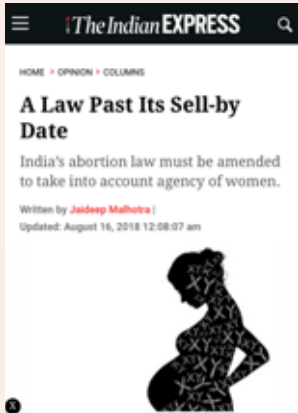 The Indian EXPRESS
HOME > OPINION > COLUMNS
A Law Past Its Sell-by
Date
India's abortion law must be amended
to take into account agency of women.
Written by Jaideep Malhotra |
Updated: August 16, 2018 12:08:07 am